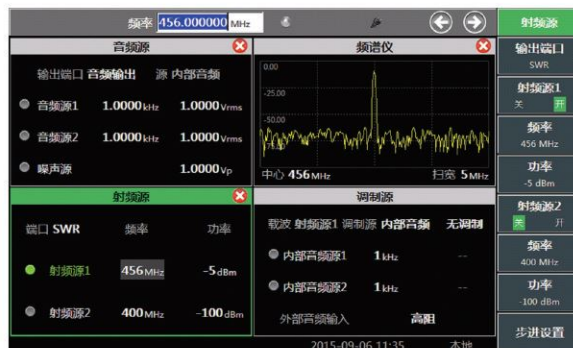 频率 456.000000 MHz
音频源
输出端口 音频输出 源 内部音频
音频源1 1.0000 kHz 1.0000 Vrms
音频源2 1.0000 kHz 1.0000 Vrms
噪声源 1.0000 Vp
频谱仪
0.00
-25.00
-50.00
中心 456 MHz 扫宽 5 MHz
射频源
端口 SWR 频率 功率
射频源1 456 MHz -5 dBm
射频源2 400 MHz -100 dBm
调制源
载波 射频源1 调制源 内部音频 无调制
内部音频源1 1 kHz --
内部音频源2 1 kHz --
外部音频输入 高阻
2015-09-06 11:35 本地
射频源
输出端口
SWR
射频源1
关 开
频率
456 MHz
功率
-5 dBm
射频源2
关 开
频率
400 MHz
功率
-100 dBm
步进设置